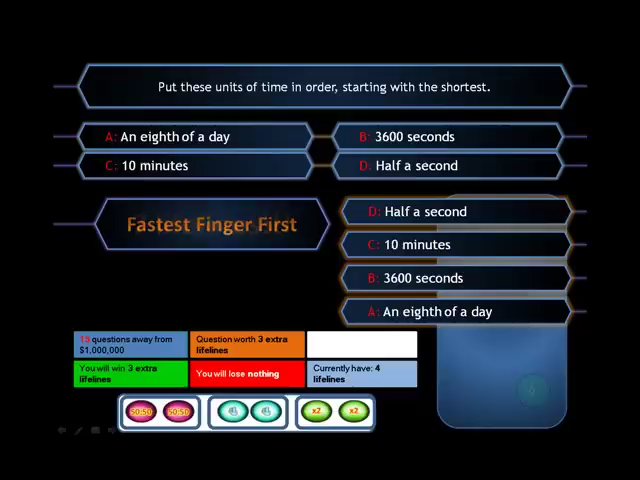 Put these units of time in order, starting with the shortest.
A: An eighth of a day
B: 3600 seconds
C: 10 minutes
D: Half a second
Fastest Finger First
D: Half a second
C: 10 minutes
B: 3600 seconds
A: An eighth of a day
15 questions away from
$1,000,000
Question worth 3 extra
lifelines
You will win 3 extra
lifelines
You will lose nothing
Currently have: 4
lifelines
50:50
50:50
x2
x2